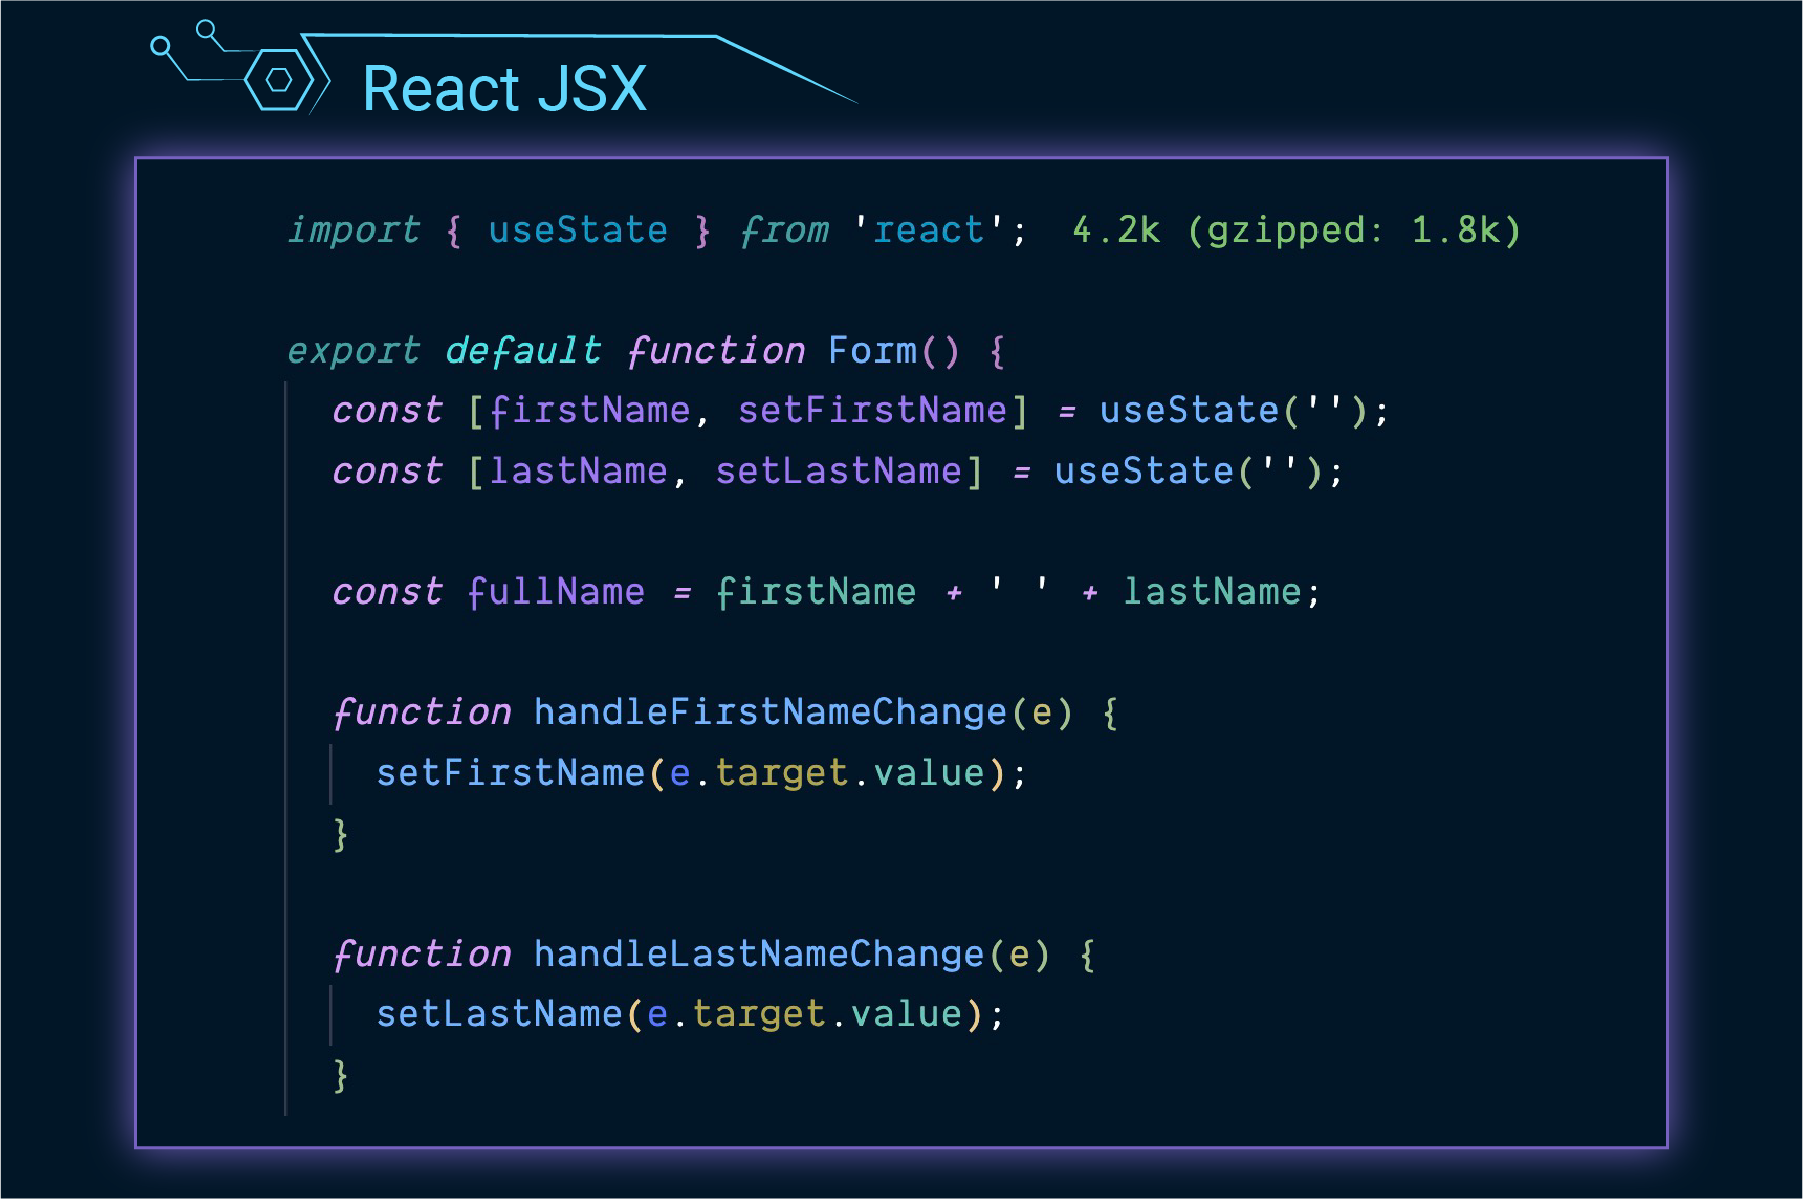 React JSX
import { useState } from 'react'; 4.2k (gzipped: 1.8k)
export default function Form() {
const [firstName, setFirstName] = useState('');
const [lastName, setLastName] = useState('');
const fullName = firstName + ' ' + lastName;
function handleFirstNameChange(e) {
setFirstName(e.target.value);
}
function handleLastNameChange(e) {
setLastName(e.target.value);
}